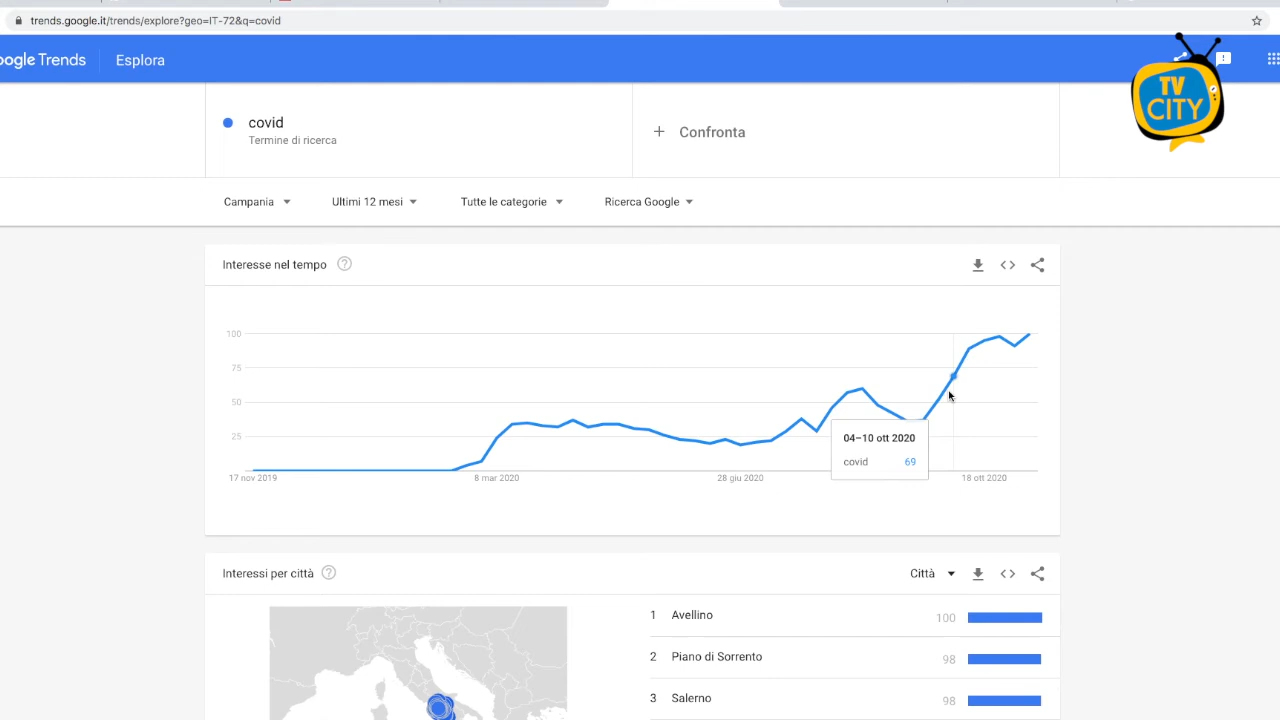 trends.google.it/trends/explore?geo=IT-72&q=covid
oogle Trends
Esplora
TV
CITY
covid
Termine di ricerca
+ Confronta
Campania
Ultimi 12 mesi
Tutte le categorie
Ricerca Google
Interesse nel tempo
100
75
50
25
04–10 ott 2020
covid 69
17 nov 2019
8 mar 2020
28 giu 2020
18 ott 2020
Interessi per città
Città
1 Avellino 100
2 Piano di Sorrento 98
3 Salerno 98